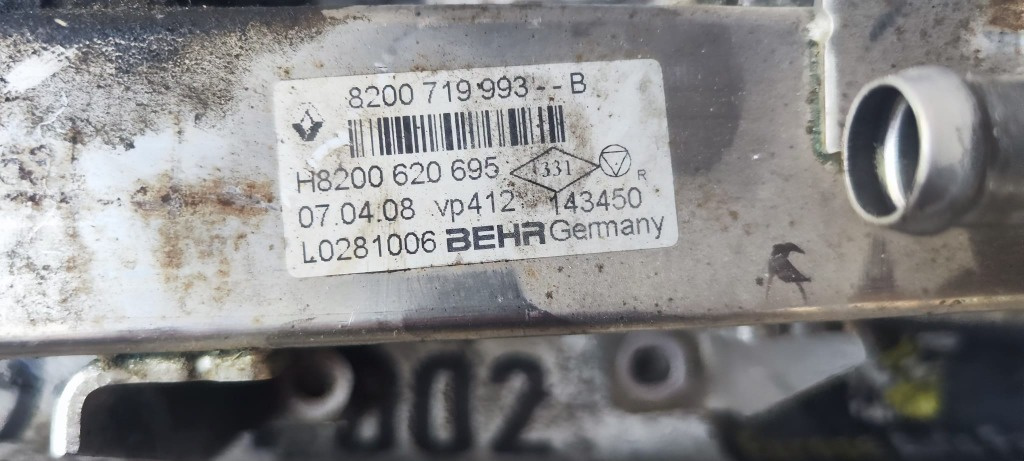 8200 719 993--B
H8200 620 695 1331 R
07.04.08 vp412 143450
L0281006 BEHR Germany
802